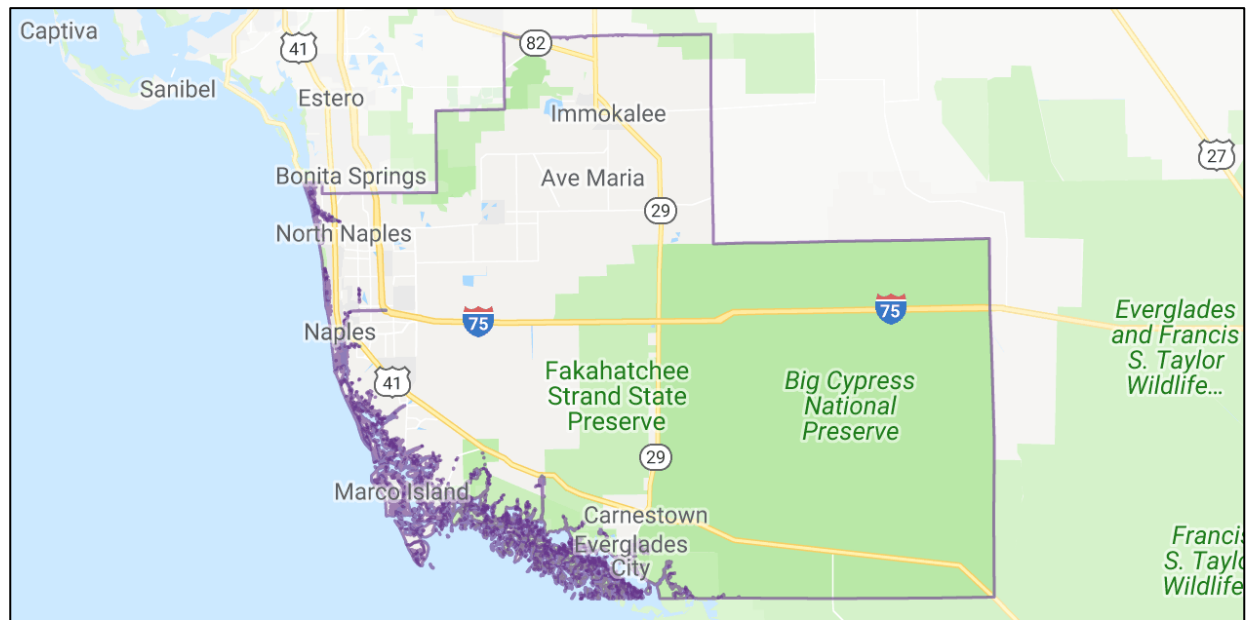 Captiva
41
82
Sanibel
Estero
Immokalee
27
Bonita Springs
Ave Maria
29
North Naples
75
75
Naples
Everglades
and Francis
S. Taylor
Wildlife...
41
Fakahatchee
Strand State
Preserve
Big Cypress
National
Preserve
29
Marco Island
Carnestown
Everglades
City
Francis
S. Taylo
Wildlife